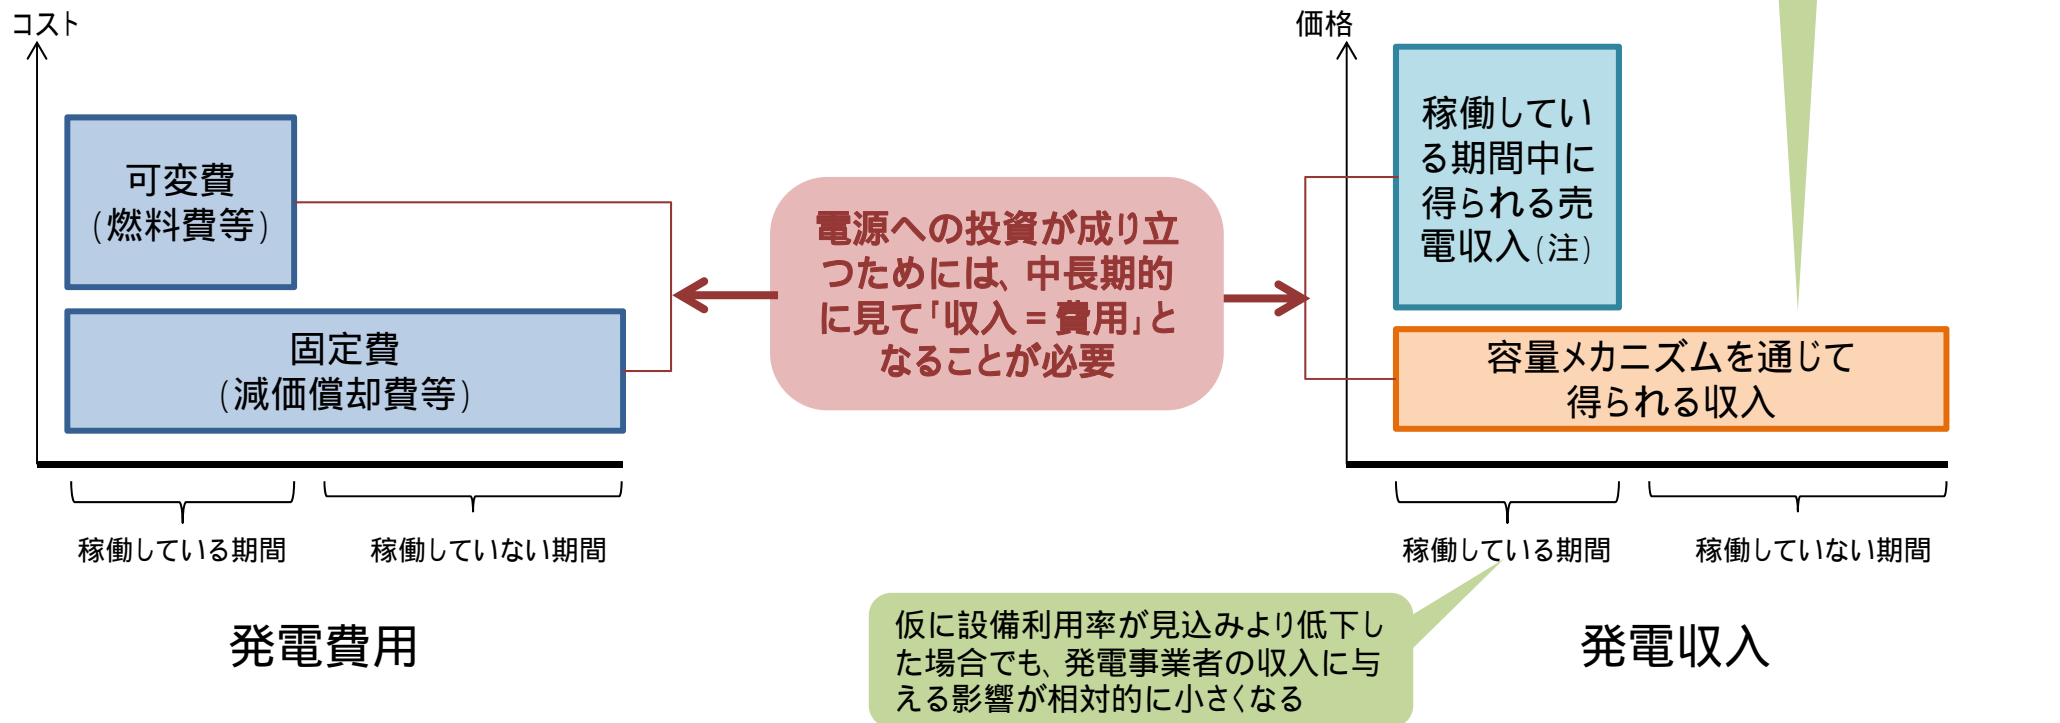 コスト
可変費
(燃料費等)
固定費
(減価償却費等)
稼働している期間
稼働していない期間
発電費用
電源への投資が成り立
つためには、中長期的
に見て「収入=費用」と
なることが必要
価格
稼働してい
る期間中に
得られる売
電収入(注)
容量メカニズムを通じて
得られる収入
稼働している期間
稼働していない期間
仮に設備利用率が見込みより低下し
た場合でも、発電事業者の収入に与
える影響が相対的に小さくなる
発電収入